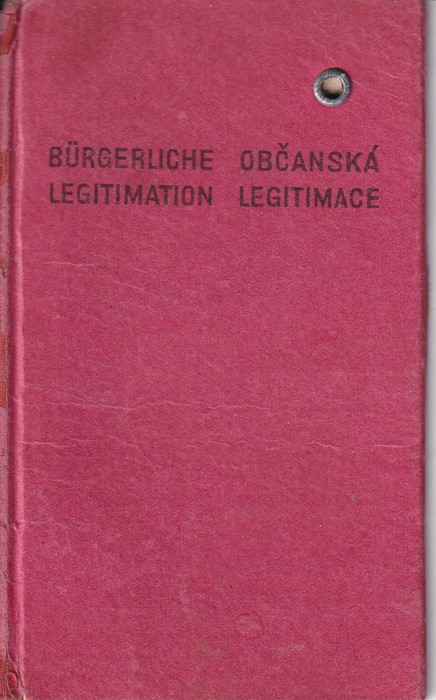 BÜRGERLICHE OBČANSKÁ
LEGITIMATION LEGITIMACE